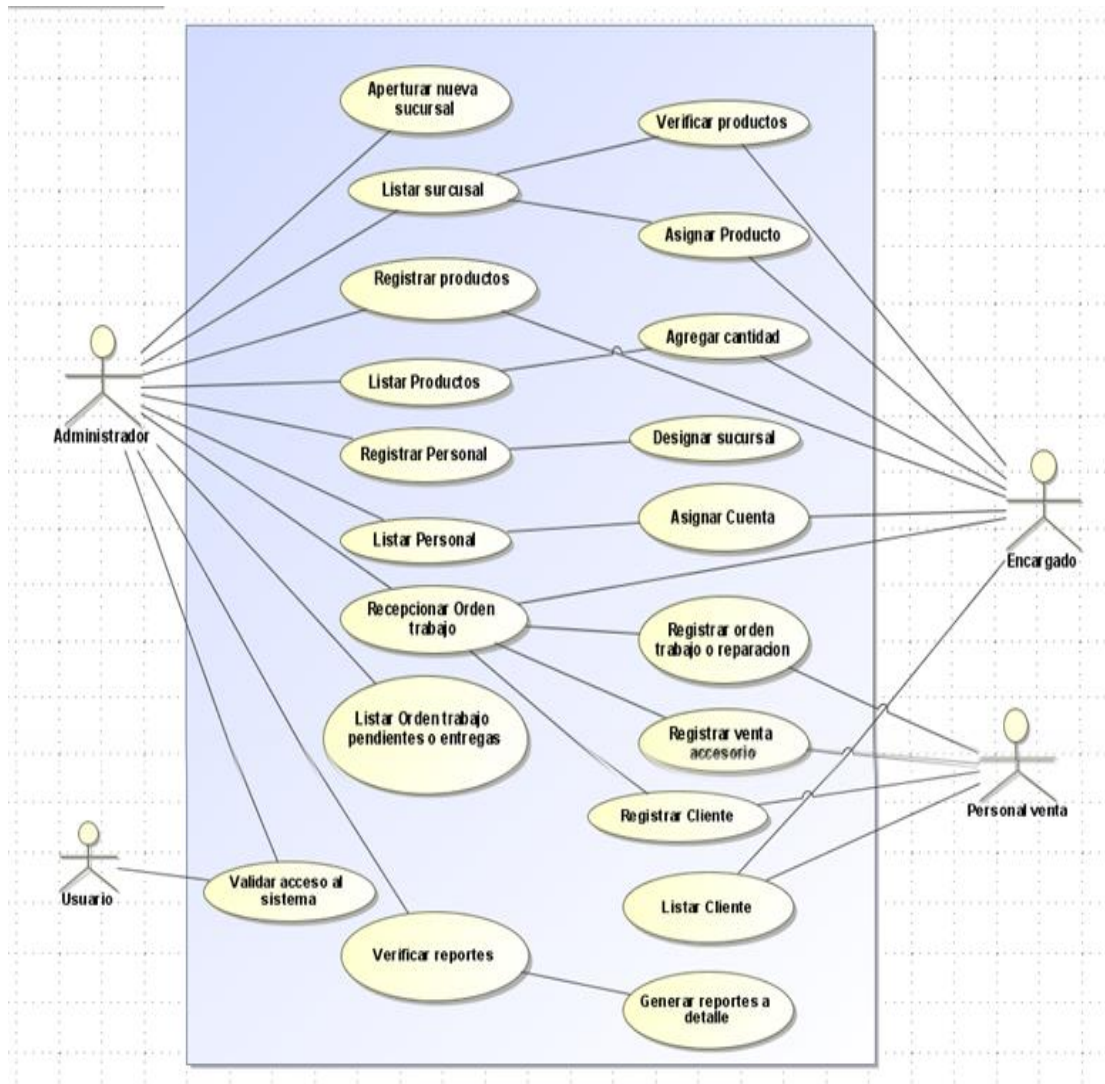 Aperturar nueva
sucursal
Verificar productos
Listar surcusal
Asignar Producto
Registrar productos
Agregar cantidad
Listar Productos
Administrador
Designar sucursal
Registrar Personal
Asignar Cuenta
Listar Personal
Encargado
Recepcionar Orden
trabajo
Registrar orden
trabajo o reparacion
Listar Orden trabajo
pendientes o entregas
Registrar venta
accesorio
Registrar Cliente
Personal venta
Usuario
Validar acceso al
sistema
Listar Cliente
Verificar reportes
Generar reportes a
detalle